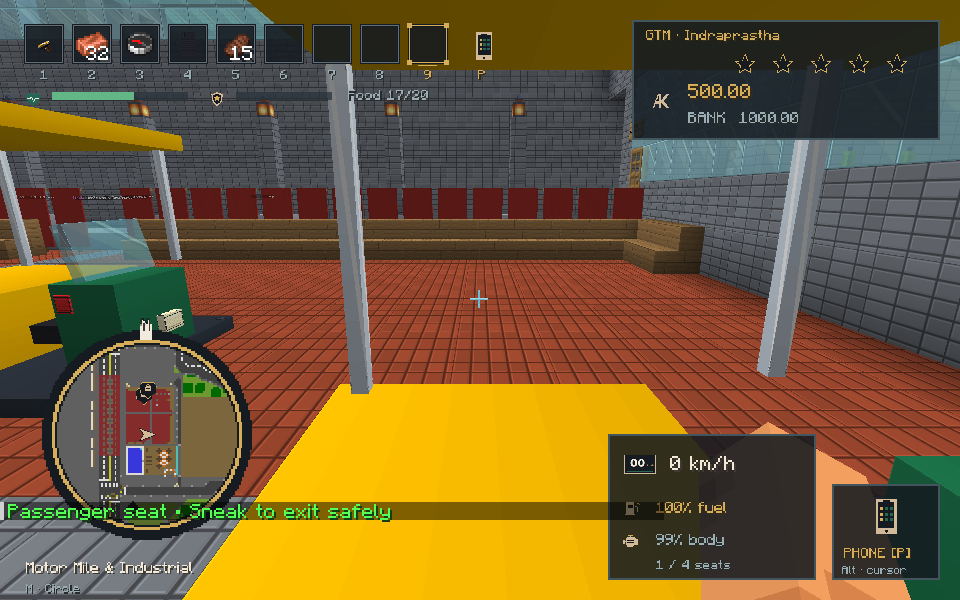 32
15
1 2 3 4 5 6 7 8 9 P
Food 17/20
GTM · Indraprastha
500.00
BANK 1000.00
00..
0 km/h
100% fuel
99% body
1 / 4 seats
N
Passenger seat • Sneak to exit safely
Motor Mile & Industrial
M · Circle
PHONE [P]
Alt · cursor